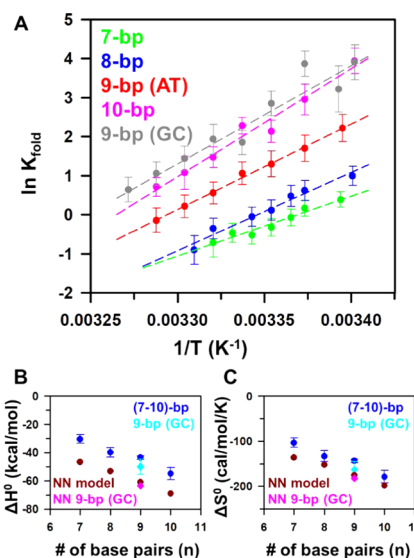 A
5
4
3
2
1
0
-1
-2
ln Kfold
7-bp
8-bp
9-bp (AT)
10-bp
9-bp (GC)
0.00325 0.00330 0.00335 0.00340
1/T (K-1)
B
0
-20
-40
-60
-80
ΔH0 (kcal/mol)
(7-10)-bp
9-bp (GC)
NN model
NN 9-bp (GC)
6 7 8 9 10 11
# of base pairs (n)
C
0
-100
-200
ΔS0 (cal/mol/K)
(7-10)-bp
9-bp (GC)
NN model
NN 9-bp (GC)
6 7 8 9 10 1
# of base pairs (n)